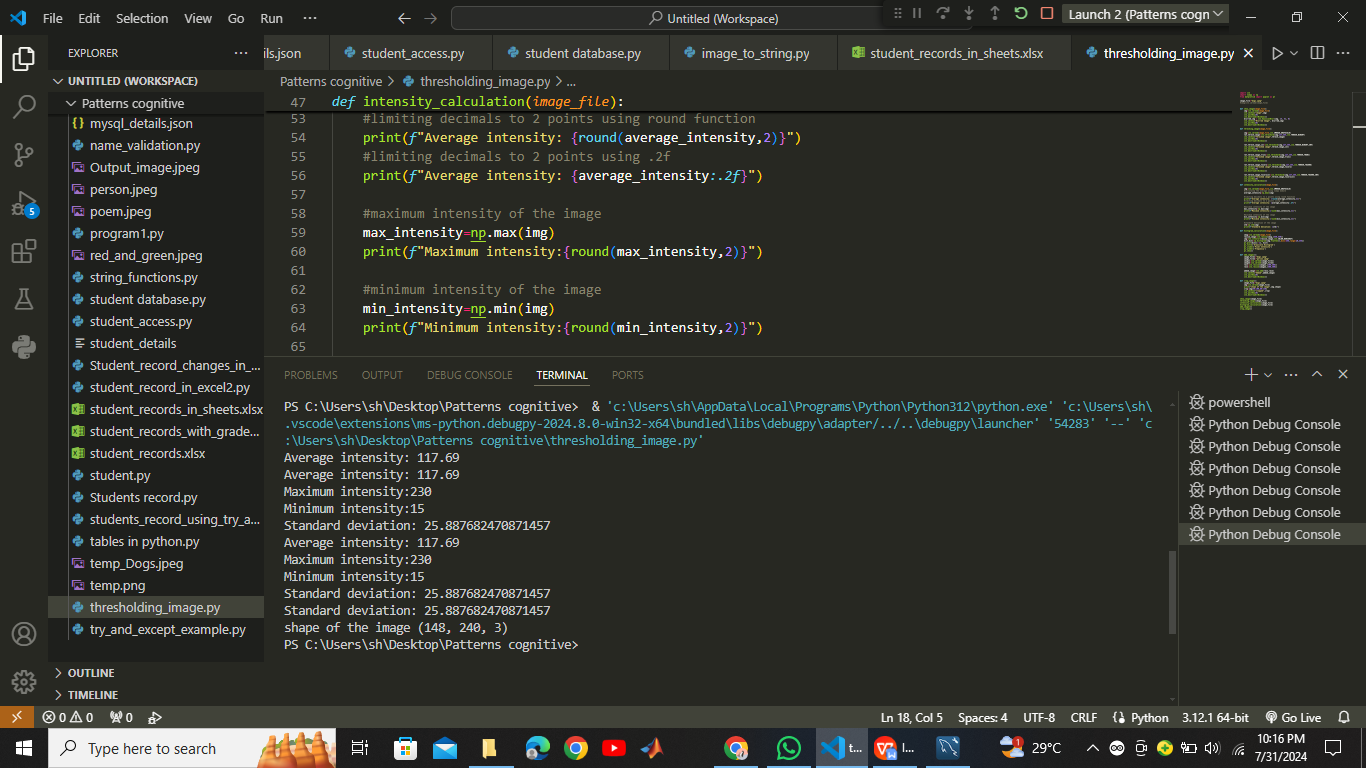 File Edit Selection View Go Run ···
Untitled (Workspace)
Launch 2 (Patterns cogn
EXPLORER
ils.json
student_access.py
student database.py
image_to_string.py
student_records_in_sheets.xlsx
thresholding_image.py
UNTITLED (WORKSPACE)
Patterns cognitive
mysql_details.json
name_validation.py
Output_image.jpeg
person.jpeg
poem.jpeg
program1.py
red_and_green.jpeg
string_functions.py
student database.py
student_access.py
student_details
Student_record_changes_in_...
student_record_in_excel2.py
student_records_in_sheets.xlsx
student_records_with_grade...
student_records.xlsx
student.py
Students record.py
students_record_using_try_a...
tables in python.py
temp_Dogs.jpeg
temp.png
thresholding_image.py
try_and_except_example.py
OUTLINE
TIMELINE
5
Patterns cognitive > thresholding_image.py > ...
47 def intensity_calculation(image_file):
53 #limiting decimals to 2 points using round function
54 print(f"Average intensity: {round(average_intensity,2)}")
55 #limiting decimals to 2 points using .2f
56 print(f"Average intensity: {average_intensity:.2f}")
57
58 #maximum intensity of the image
59 max_intensity=np.max(img)
60 print(f"Maximum intensity:{round(max_intensity,2)}")
61
62 #minimum intensity of the image
63 min_intensity=np.min(img)
64 print(f"Minimum intensity:{round(min_intensity,2)}")
65
PROBLEMS OUTPUT DEBUG CONSOLE TERMINAL PORTS
PS C:\Users\sh\Desktop\Patterns cognitive> & 'c:\Users\sh\AppData\Local\Programs\Python\Python312\python.exe' 'c:\Users\sh\
.vscode\extensions\ms-python.debugpy-2024.8.0-win32-x64\bundled\libs\debugpy\adapter/../..\debugpy\launcher' '54283' '--' 'c
:\Users\sh\Desktop\Patterns cognitive\thresholding_image.py'
Average intensity: 117.69
Average intensity: 117.69
Maximum intensity:230
Minimum intensity:15
Standard deviation: 25.887682470871457
Average intensity: 117.69
Maximum intensity:230
Minimum intensity:15
Standard deviation: 25.887682470871457
Standard deviation: 25.887682470871457
shape of the image (148, 240, 3)
PS C:\Users\sh\Desktop\Patterns cognitive>
powershell
Python Debug Console
Python Debug Console
Python Debug Console
Python Debug Console
Python Debug Console
Python Debug Console
0 0 0
Ln 18, Col 5 Spaces: 4 UTF-8 CRLF Python 3.12.1 64-bit Go Live
Type here to search
t...
I...
1
29°C
10:16 PM
7/31/2024